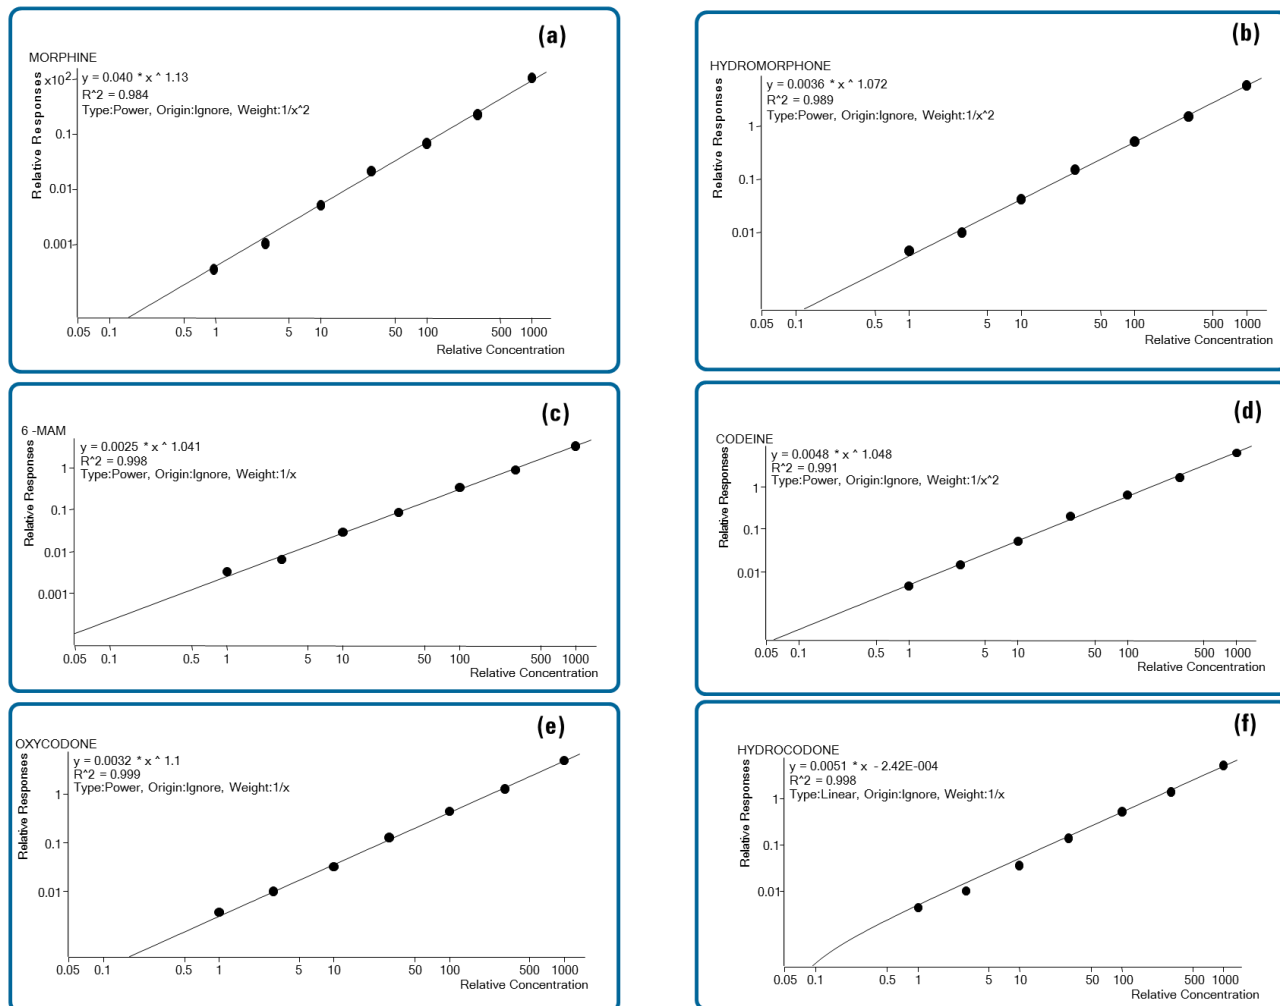 (a)
MORPHINE
y = 0.040 * x ^ 1.13
R^2 = 0.984
Type:Power, Origin:Ignore, Weight:1/x^2
Relative Responses
x10²
0.1
0.01
0.001
0.05 0.1 0.5 1 5 10 50 100 500 1000
Relative Concentration
(b)
HYDROMORPHONE
y = 0.0036 * x ^ 1.072
R^2 = 0.989
Type:Power, Origin:Ignore, Weight:1/x^2
Relative Responses
1
0.1
0.01
0.05 0.1 0.5 1 5 10 50 100 500 1000
Relative Concentration
(c)
6 -MAM
y = 0.0025 * x ^ 1.041
R^2 = 0.998
Type:Power, Origin:Ignore, Weight:1/x
Relative Responses
1
0.1
0.01
0.001
0.05 0.1 0.5 1 5 10 50 100 500 1000
Relative Concentration
(d)
CODEINE
y = 0.0048 * x ^ 1.048
R^2 = 0.991
Type:Power, Origin:Ignore, Weight:1/x^2
Relative Responses
1
0.1
0.01
0.05 0.1 0.5 1 5 10 50 100 500 1000
Relative Concentration
(e)
OXYCODONE
y = 0.0032 * x ^ 1.1
R^2 = 0.999
Type:Power, Origin:Ignore, Weight:1/x
Relative Responses
1
0.1
0.01
0.05 0.1 0.5 1 5 10 50 100 500 1000
Relative Concentration
(f)
HYDROCODONE
y = 0.0051 * x - 2.42E-004
R^2 = 0.998
Type:Linear, Origin:Ignore, Weight:1/x
Relative Responses
1
0.1
0.01
0.05 0.1 0.5 1 5 10 50 100 500 1000
Relative Concentration